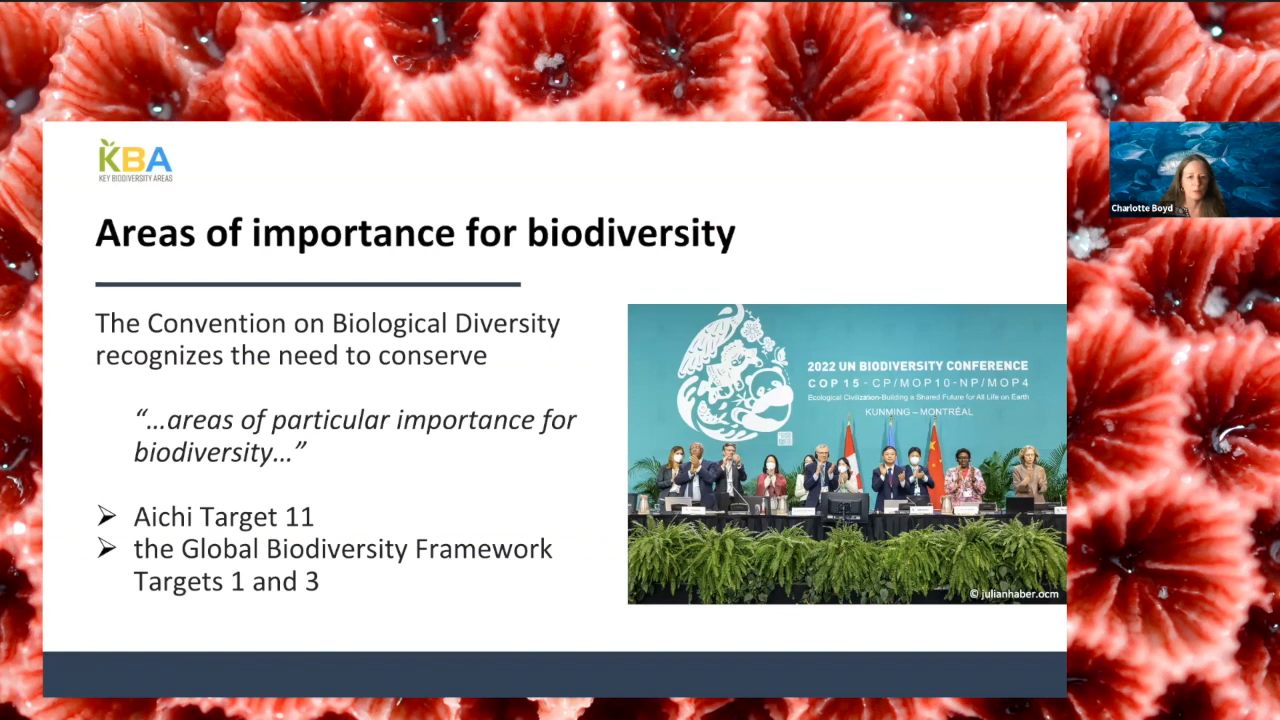 KBA
KEY BIODIVERSITY AREAS
Areas of importance for biodiversity
The Convention on Biological Diversity
recognizes the need to conserve
“…areas of particular importance for
biodiversity…”
Aichi Target 11
the Global Biodiversity Framework
Targets 1 and 3
2022 UN BIODIVERSITY CONFERENCE
COP 15 - CP/MOP10-NP/MOP4
Ecological Civilization-Building a Shared Future for All Life on Earth
KUNMING – MONTRÉAL
© julianhaber.ocm
Charlotte Boyd